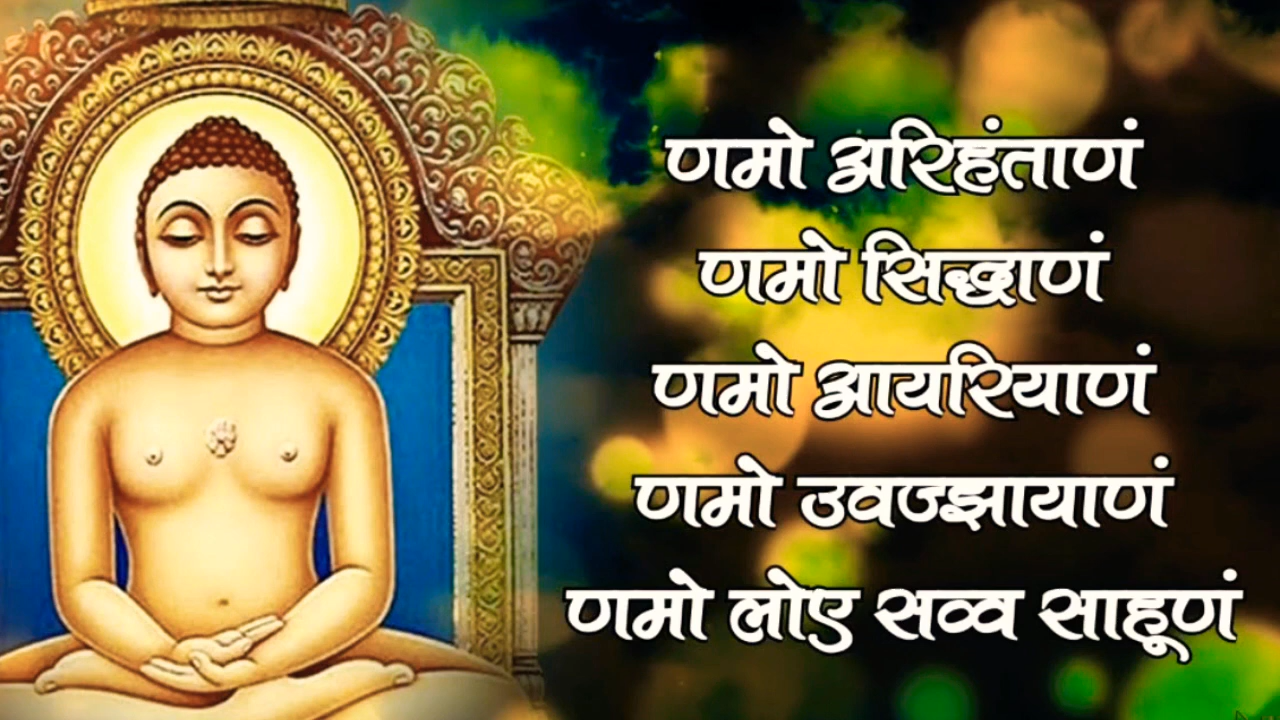 णमो अरिहंताणं
णमो सिद्धाणं
णमो आयरियाणं
णमो उवज्झायाणं
णमो लोए सव्व साहूणं